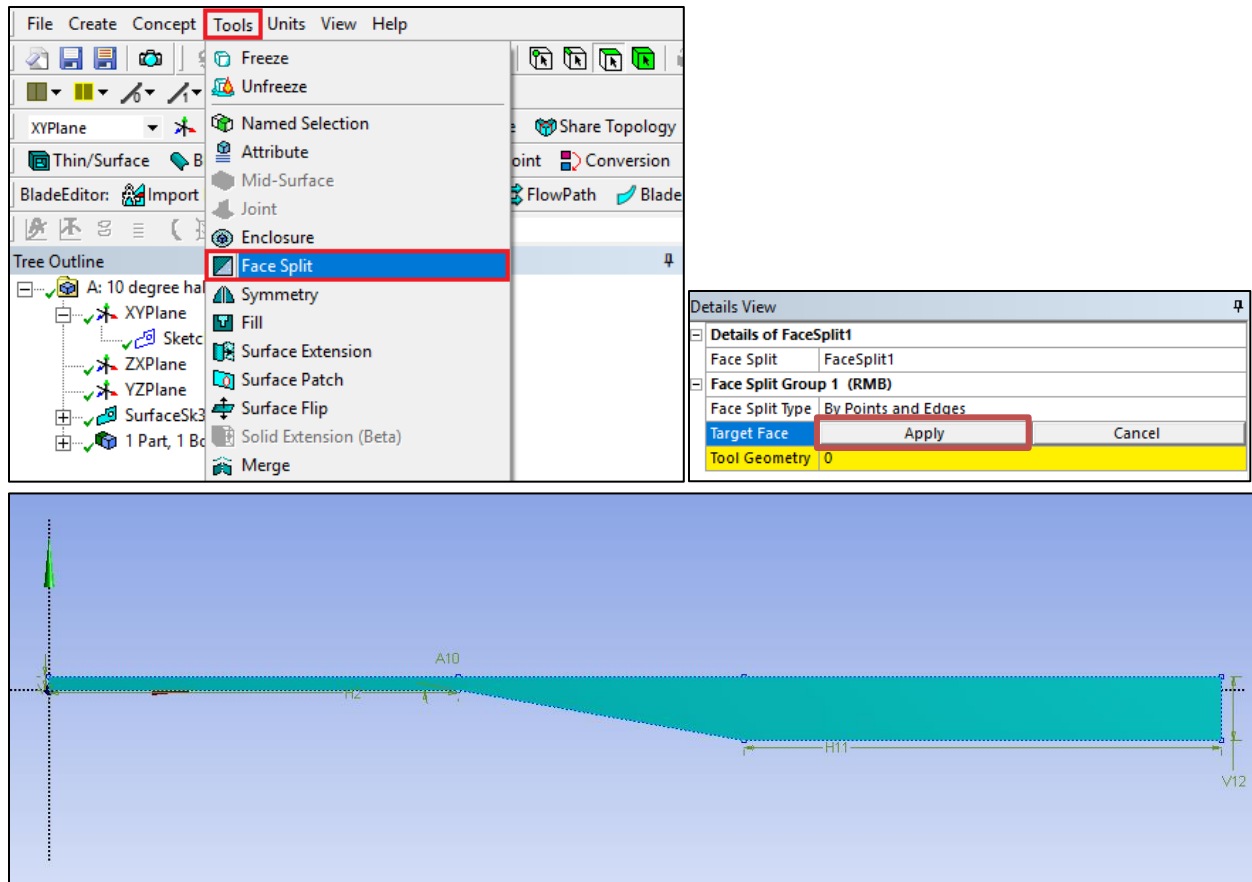 File Create Concept Tools Units View Help
Freeze
Unfreeze
XYPlane
Named Selection
Share Topology
Thin/Surface
Attribute
Conversion
Mid-Surface
BladeEditor: Import
FlowPath Blade
Joint
Enclosure
Tree Outline
Face Split
A: 10 degree hal
Symmetry
XYPlane
Fill
Sketc
Surface Extension
ZXPlane
YZPlane
Surface Patch
SurfaceSk3
Surface Flip
1 Part, 1 Bo
Solid Extension (Beta)
Merge
Details View
Details of FaceSplit1
Face Split FaceSplit1
Face Split Group 1 (RMB)
Face Split Type By Points and Edges
Target Face Apply Cancel
Tool Geometry 0
A10
H2
H11
V12